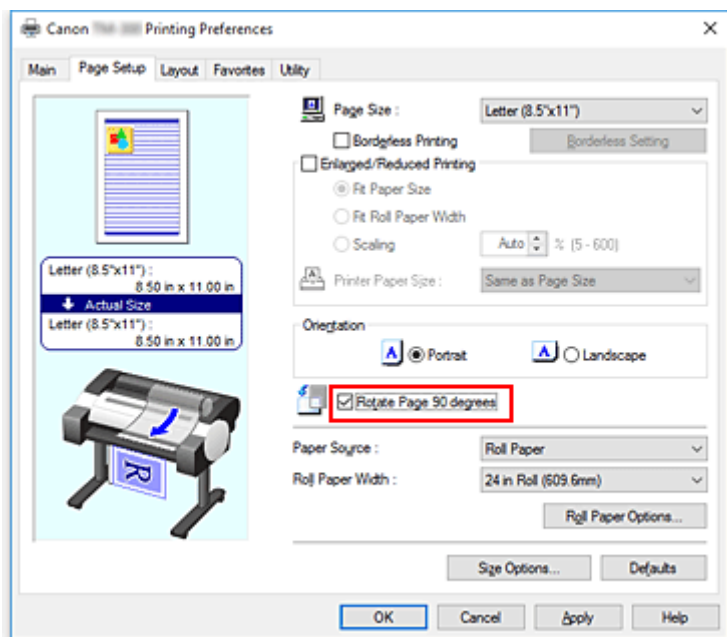 Canon Printing Preferences
Main Page Setup Layout Favorites Utility
Page Size : Letter (8.5"x11")
Borderless Printing Borderless Setting
Enlarged/Reduced Printing
Fit Paper Size
Fit Roll Paper Width
Scaling Auto % (5 - 600)
Printer Paper Size : Same as Page Size
Letter (8.5"x11") :
8.50 in x 11.00 in
Actual Size
Letter (8.5"x11") :
8.50 in x 11.00 in
Orientation
A Portrait A Landscape
Rotate Page 90 degrees
R
Paper Source : Roll Paper
Roll Paper Width : 24 in Roll (609.6mm)
Roll Paper Options...
Size Options... Defaults
OK Cancel Apply Help